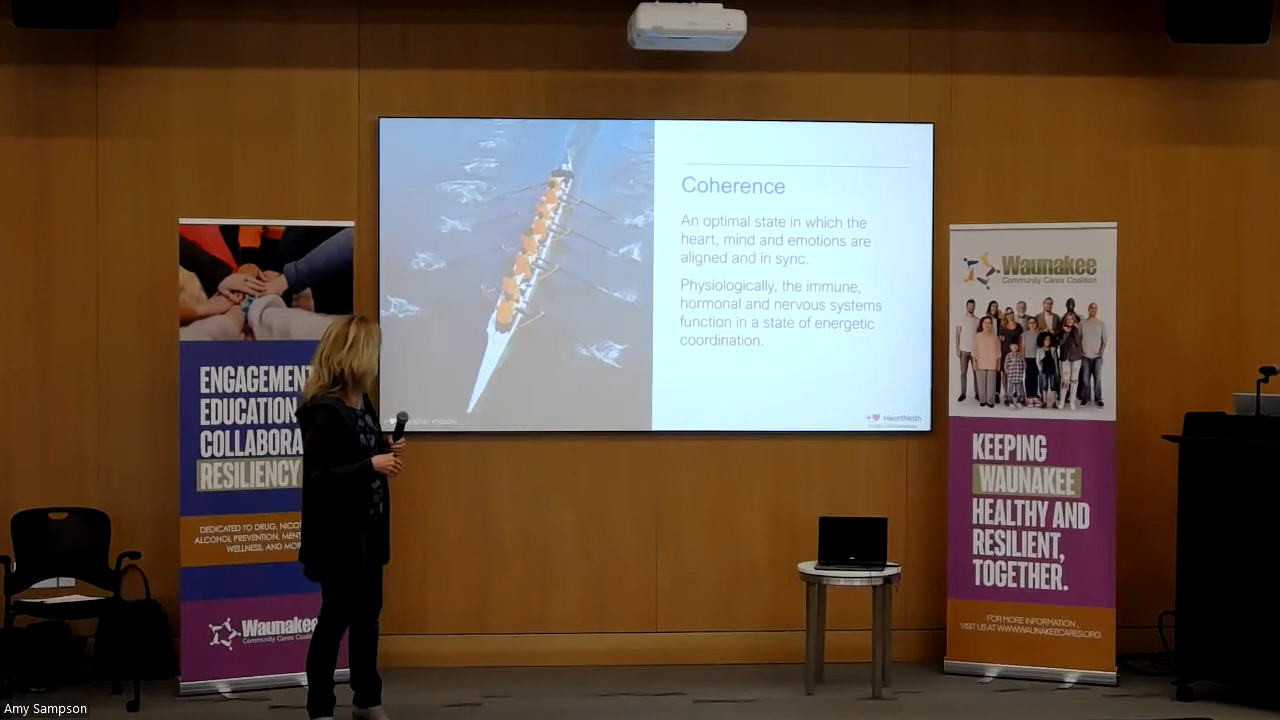 Coherence
An optimal state in which the
heart, mind and emotions are
aligned and in sync.
Physiologically, the immune,
hormonal and nervous systems
function in a state of energetic
coordination.
HeartMath
ENGAGEMENT
EDUCATION
COLLABORA
RESILIENCY
DEDICATED TO DRUG, NICO
ALCOHOL PREVENTION, MENT
WELLNESS, AND MOR
Waunakee
Community Cares Coalition
Waunakee
Community Cares Coalition
KEEPING
WAUNAKEE
HEALTHY AND
RESILIENT,
TOGETHER.
FOR MORE INFORMATION,
VISIT US AT WWW.WAUNAKEECARES.ORG
Amy Sampson